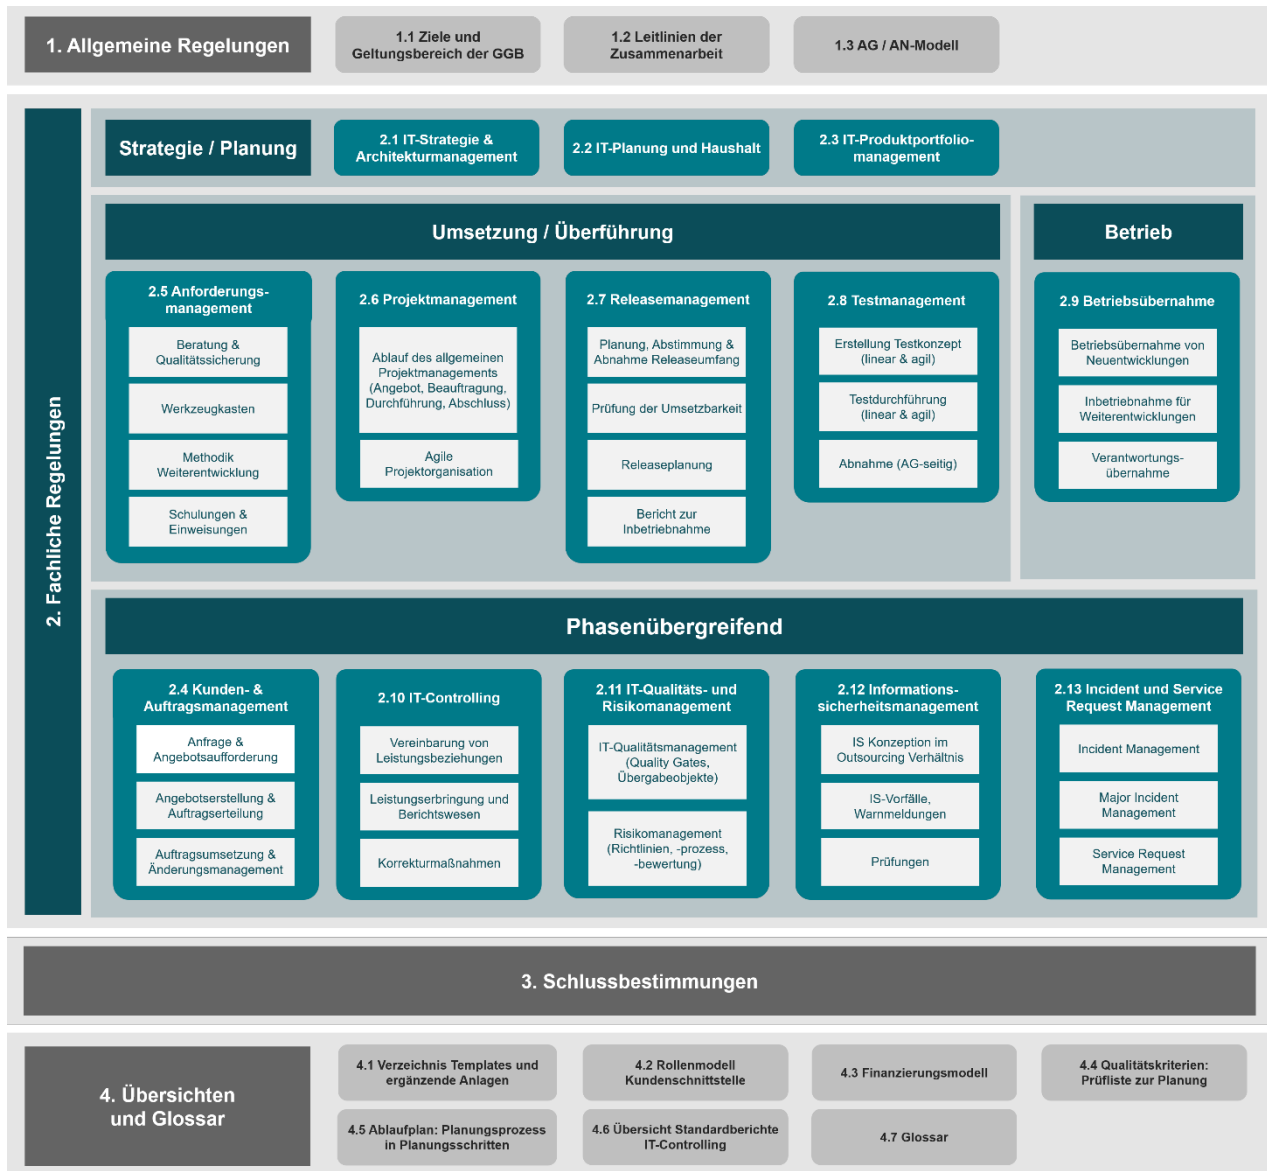 1. Allgemeine Regelungen
1.1 Ziele und
Geltungsbereich der GGB
1.2 Leitlinien der
Zusammenarbeit
1.3 AG / AN-Modell
2. Fachliche Regelungen
Strategie / Planung
2.1 IT-Strategie &
Architekturmanagement
2.2 IT-Planung und Haushalt
2.3 IT-Produktportfolio-
management
Umsetzung / Überführung
2.5 Anforderungs-
management
Beratung &
Qualitätssicherung
Werkzeugkasten
Methodik
Weiterentwicklung
Schulungen &
Einweisungen
2.6 Projektmanagement
Ablauf des allgemeinen
Projektmanagements
(Angebot, Beauftragung,
Durchführung, Abschluss)
Agile
Projektorganisation
2.7 Releasemanagement
Planung, Abstimmung &
Abnahme Releaseumfang
Prüfung der Umsetzbarkeit
Releaseplanung
Bericht zur
Inbetriebnahme
2.8 Testmanagement
Erstellung Testkonzept
(linear & agil)
Testdurchführung
(linear & agil)
Abnahme (AG-seitig)
Betrieb
2.9 Betriebsübernahme
Betriebsübernahme von
Neuentwicklungen
Inbetriebnahme für
Weiterentwicklungen
Verantwortungs-
übernahme
Phasenübergreifend
2.4 Kunden- &
Auftragsmanagement
Anfrage &
Angebotsaufforderung
Angebotserstellung &
Auftragserteilung
Auftragsumsetzung &
Änderungsmanagement
2.10 IT-Controlling
Vereinbarung von
Leistungsbeziehungen
Leistungserbringung und
Berichtswesen
Korrekturmaßnahmen
2.11 IT-Qualitäts- und
Risikomanagement
IT-Qualitätsmanagement
(Quality Gates,
Übergabeobjekte)
Risikomanagement
(Richtlinien, -prozess,
-bewertung)
2.12 Informations-
sicherheitsmanagement
IS Konzeption im
Outsourcing Verhältnis
IS-Vorfälle,
Warnmeldungen
Prüfungen
2.13 Incident und Service
Request Management
Incident Management
Major Incident
Management
Service Request
Management
3. Schlussbestimmungen
4. Übersichten
und Glossar
4.1 Verzeichnis Templates und
ergänzende Anlagen
4.2 Rollenmodell
Kundenschnittstelle
4.3 Finanzierungsmodell
4.4 Qualitätskriterien:
Prüfliste zur Planung
4.5 Ablaufplan: Planungsprozess
in Planungsschritten
4.6 Übersicht Standardberichte
IT-Controlling
4.7 Glossar